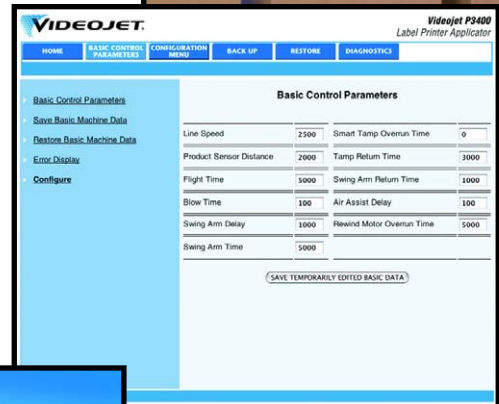 VIDEOJET.
Videojet P3400
Label Printer Applicator
HOME
BASIC CONTROL PARAMETERS
CONFIGURATION MENU
BACK UP
RESTORE
DIAGNOSTICS
Basic Control Parameters
Save Basic Machine Data
Restore Basic Machine Data
Error Display
Configure
Basic Control Parameters
Line Speed 2500 Smart Tamp Overrun Time 0
Product Sensor Distance 2000 Tamp Return Time 3000
Flight Time 5000 Swing Arm Return Time 1000
Blow Time 100 Air Assist Delay 100
Swing Arm Delay 1000 Rewind Motor Overrun Time 5000
Swing Arm Time 5000
SAVE TEMPORARILY EDITED BASIC DATA